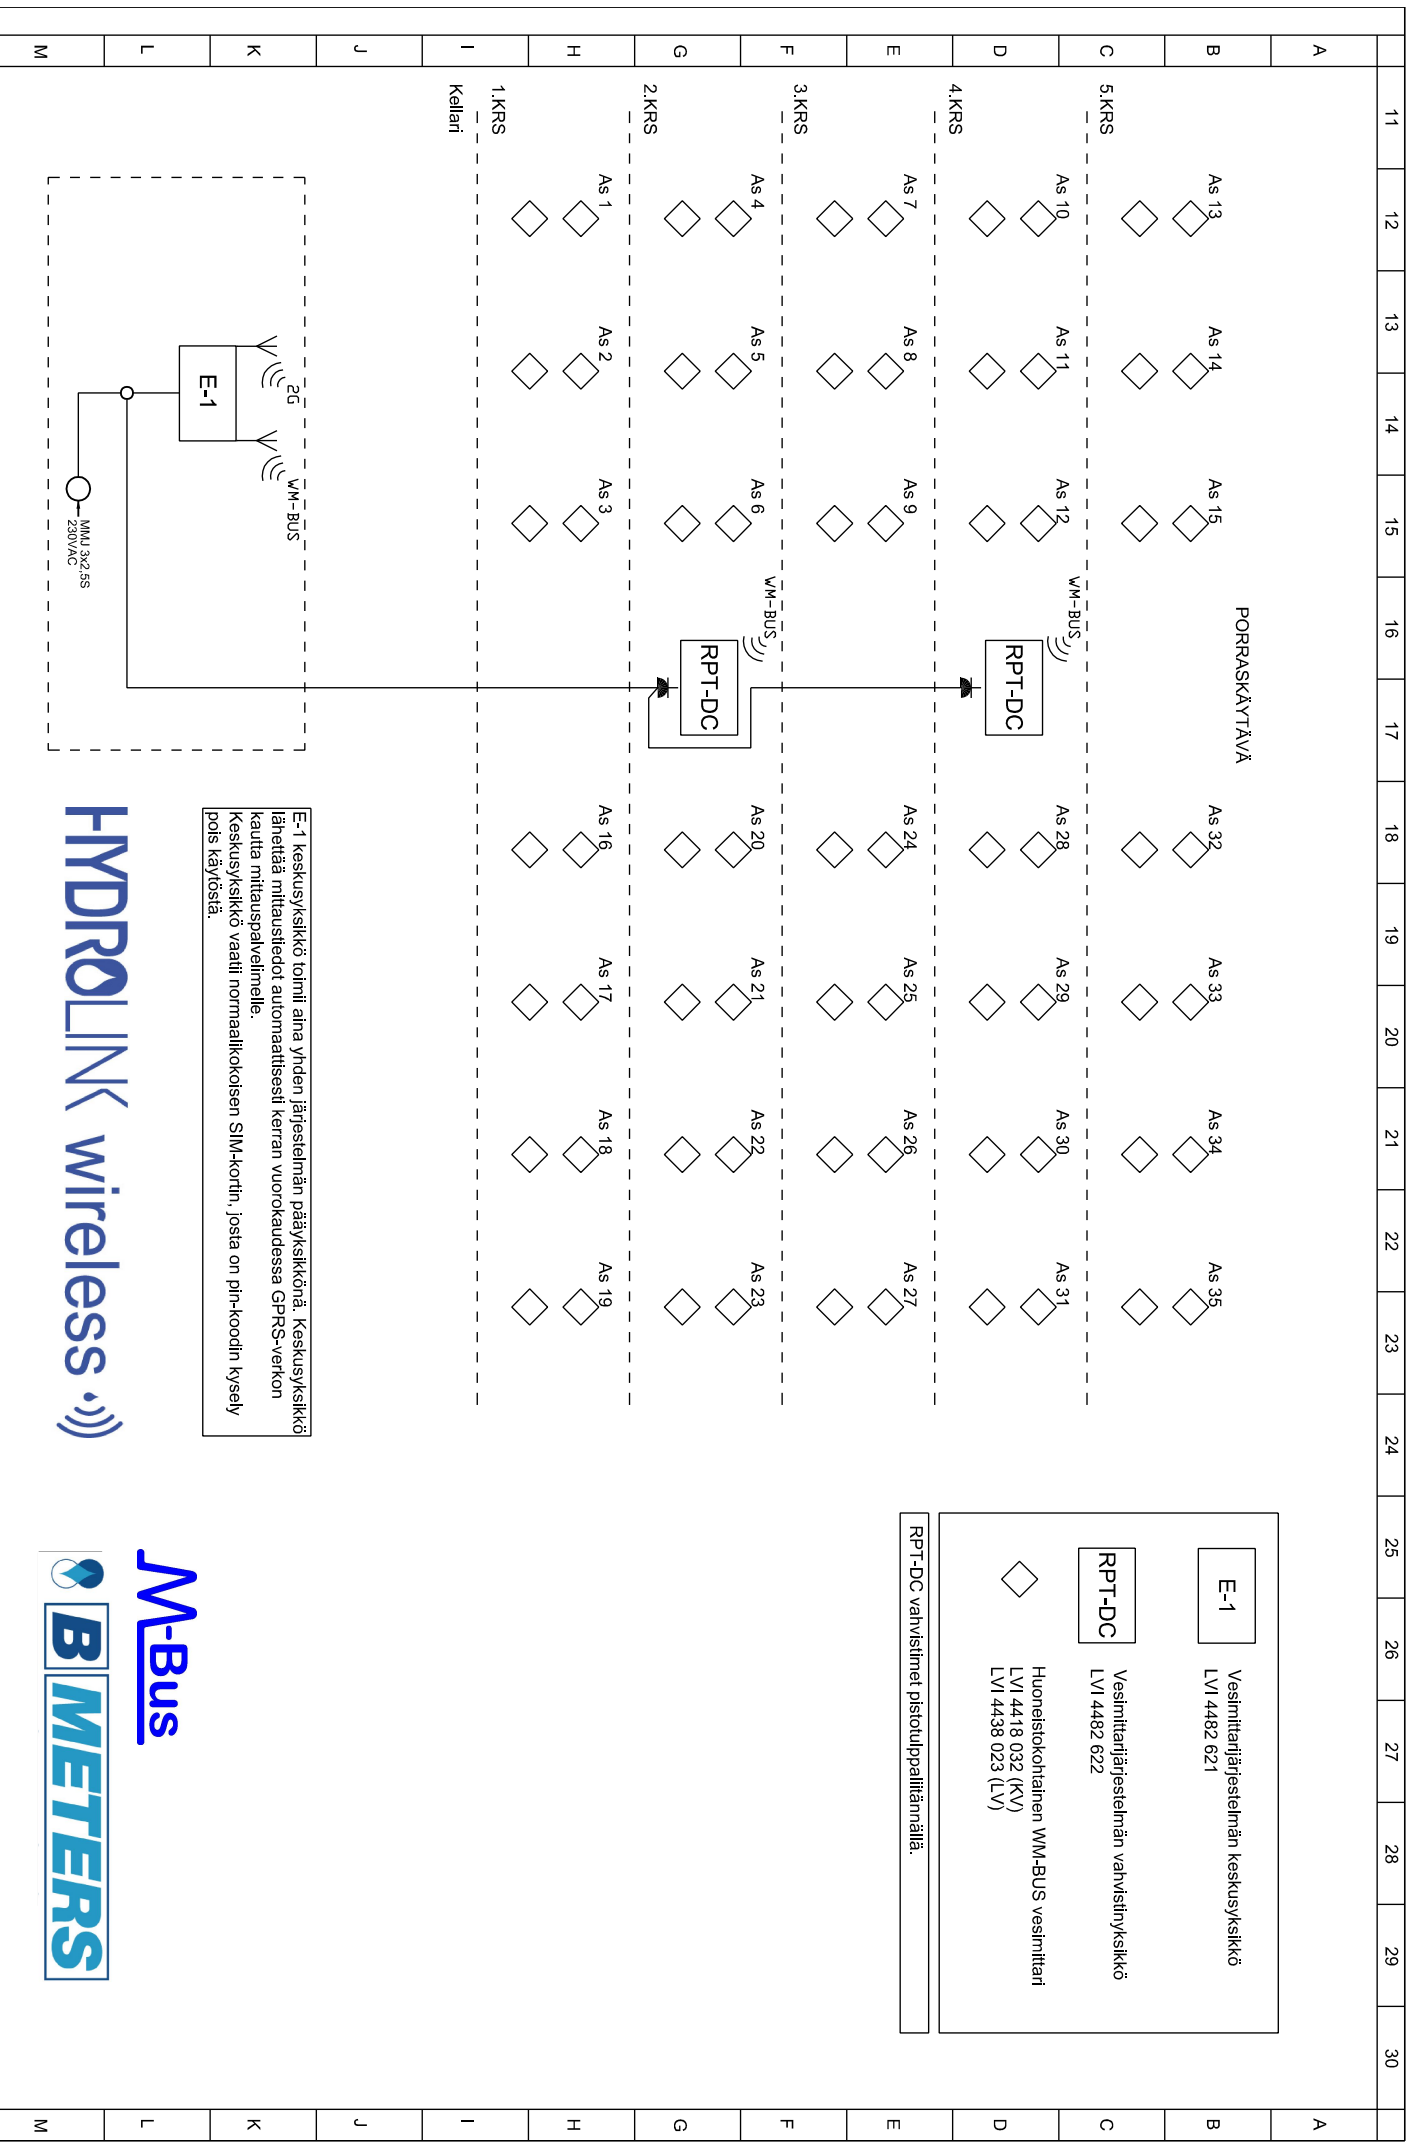 11 12 13 14 15 16 17 18 19 20 21 22 23 24 25 26 27 28 29 30
A A
PORRASKÄYTÄVÄ
B B
As 13 As 14 As 15 As 32 As 33 As 34 As 35
E-1
Vesimittarijärjestelmän keskusyksikkö
LVI 4482 621
C C
5.KRS
RPT-DC
Vesimittarijärjestelmän vahvistinyksikkö
LVI 4482 622
WM-BUS
As 10 As 11 As 12 As 28 As 29 As 30 As 31
D D
RPT-DC
Huoneistokohtainen WM-BUS vesimittari
LVI 4418 032 (KV)
LVI 4438 023 (LV)
4.KRS
RPT-DC vahvistimet pistotulppaliitännällä.
As 7 As 8 As 9 As 24 As 25 As 26 As 27
E E
3.KRS
F F
WM-BUS
As 4 As 5 As 6 As 20 As 21 As 22 As 23
RPT-DC
G G
2.KRS
As 1 As 2 As 3 As 16 As 17 As 18 As 19
H H
1.KRS
Kellari
I I
J J
2G
WM-BUS
K K
E-1
E-1 keskusyksikkö toimii aina yhden järjestelmän pääyksikkönä. Keskusyksikkö
lähettää mittaustiedot automaattisesti kerran vuorokaudessa GPRS-verkon
kautta mittauspalvelimelle.
Keskusyksikkö vaatii normaalikokoisen SIM-kortin, josta on pin-koodin kysely
pois käytöstä.
L L
MMJ 3x2,5S
230VAC
M M
HYDROLINK wireless
M-Bus
B METERS